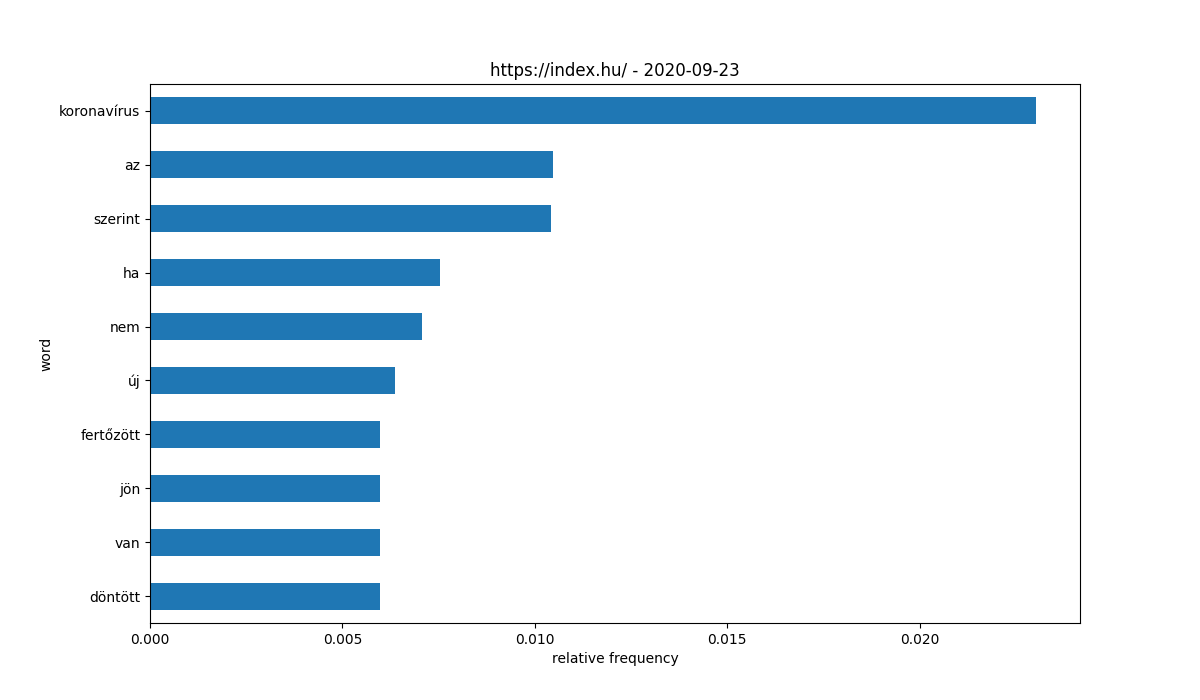 https://index.hu/ - 2020-09-23
koronavírus
az
szerint
ha
nem
új
fertőzött
jön
van
döntött
word
0.000 0.005 0.010 0.015 0.020
relative frequency